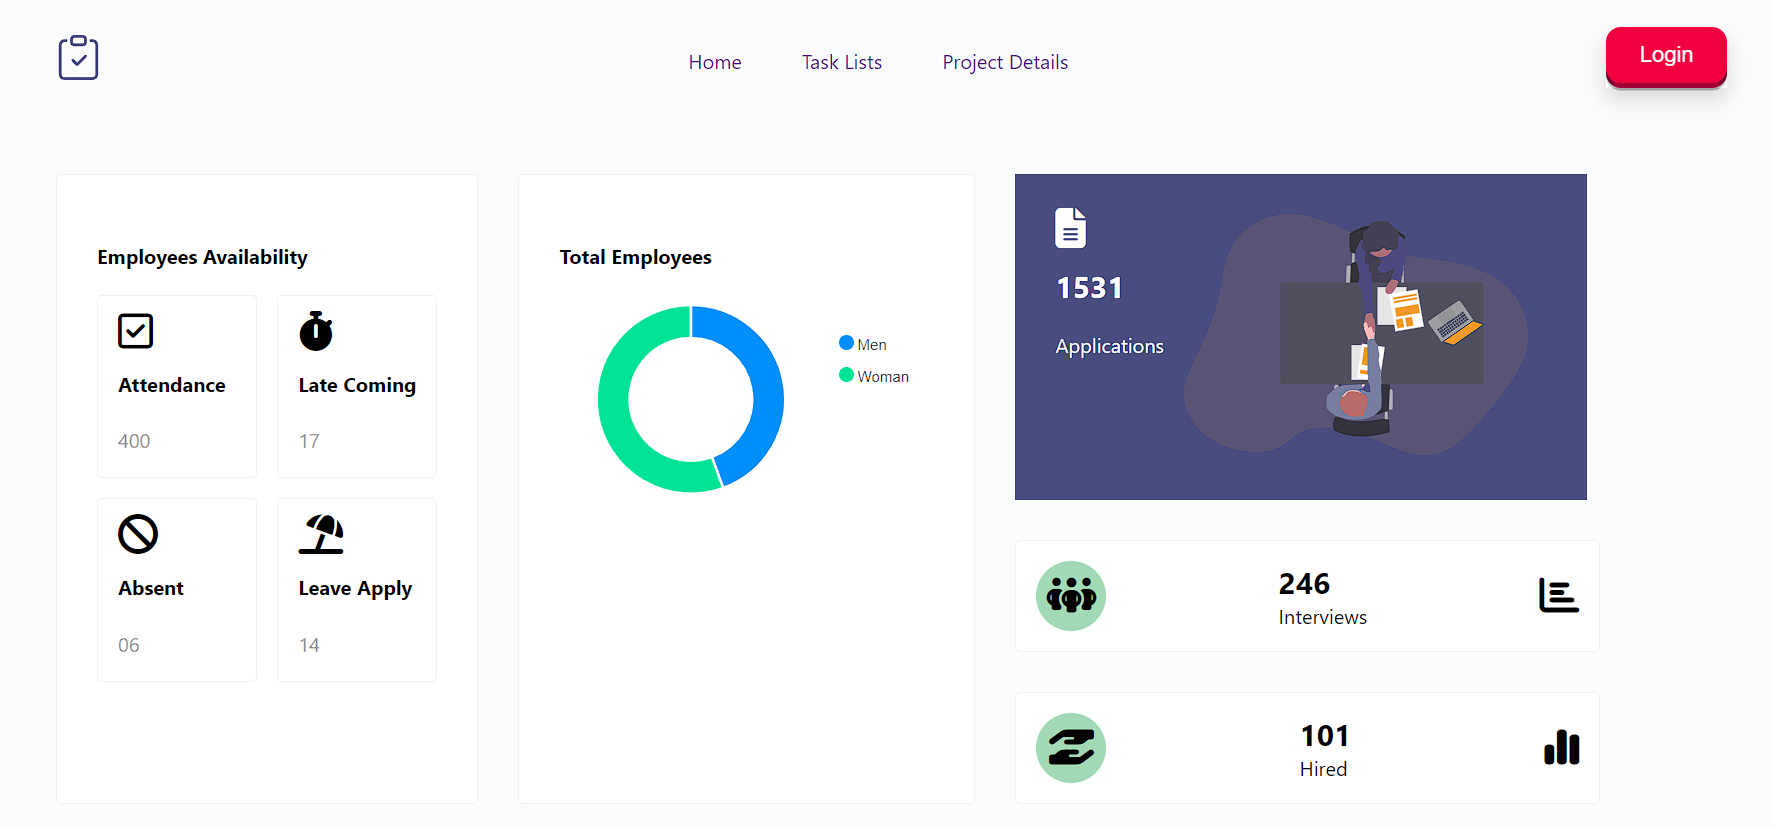 Home
Task Lists
Project Details
Login
Employees Availability
Attendance
400
Late Coming
17
Absent
06
Leave Apply
14
Total Employees
Men
Woman
1531
Applications
246
Interviews
101
Hired